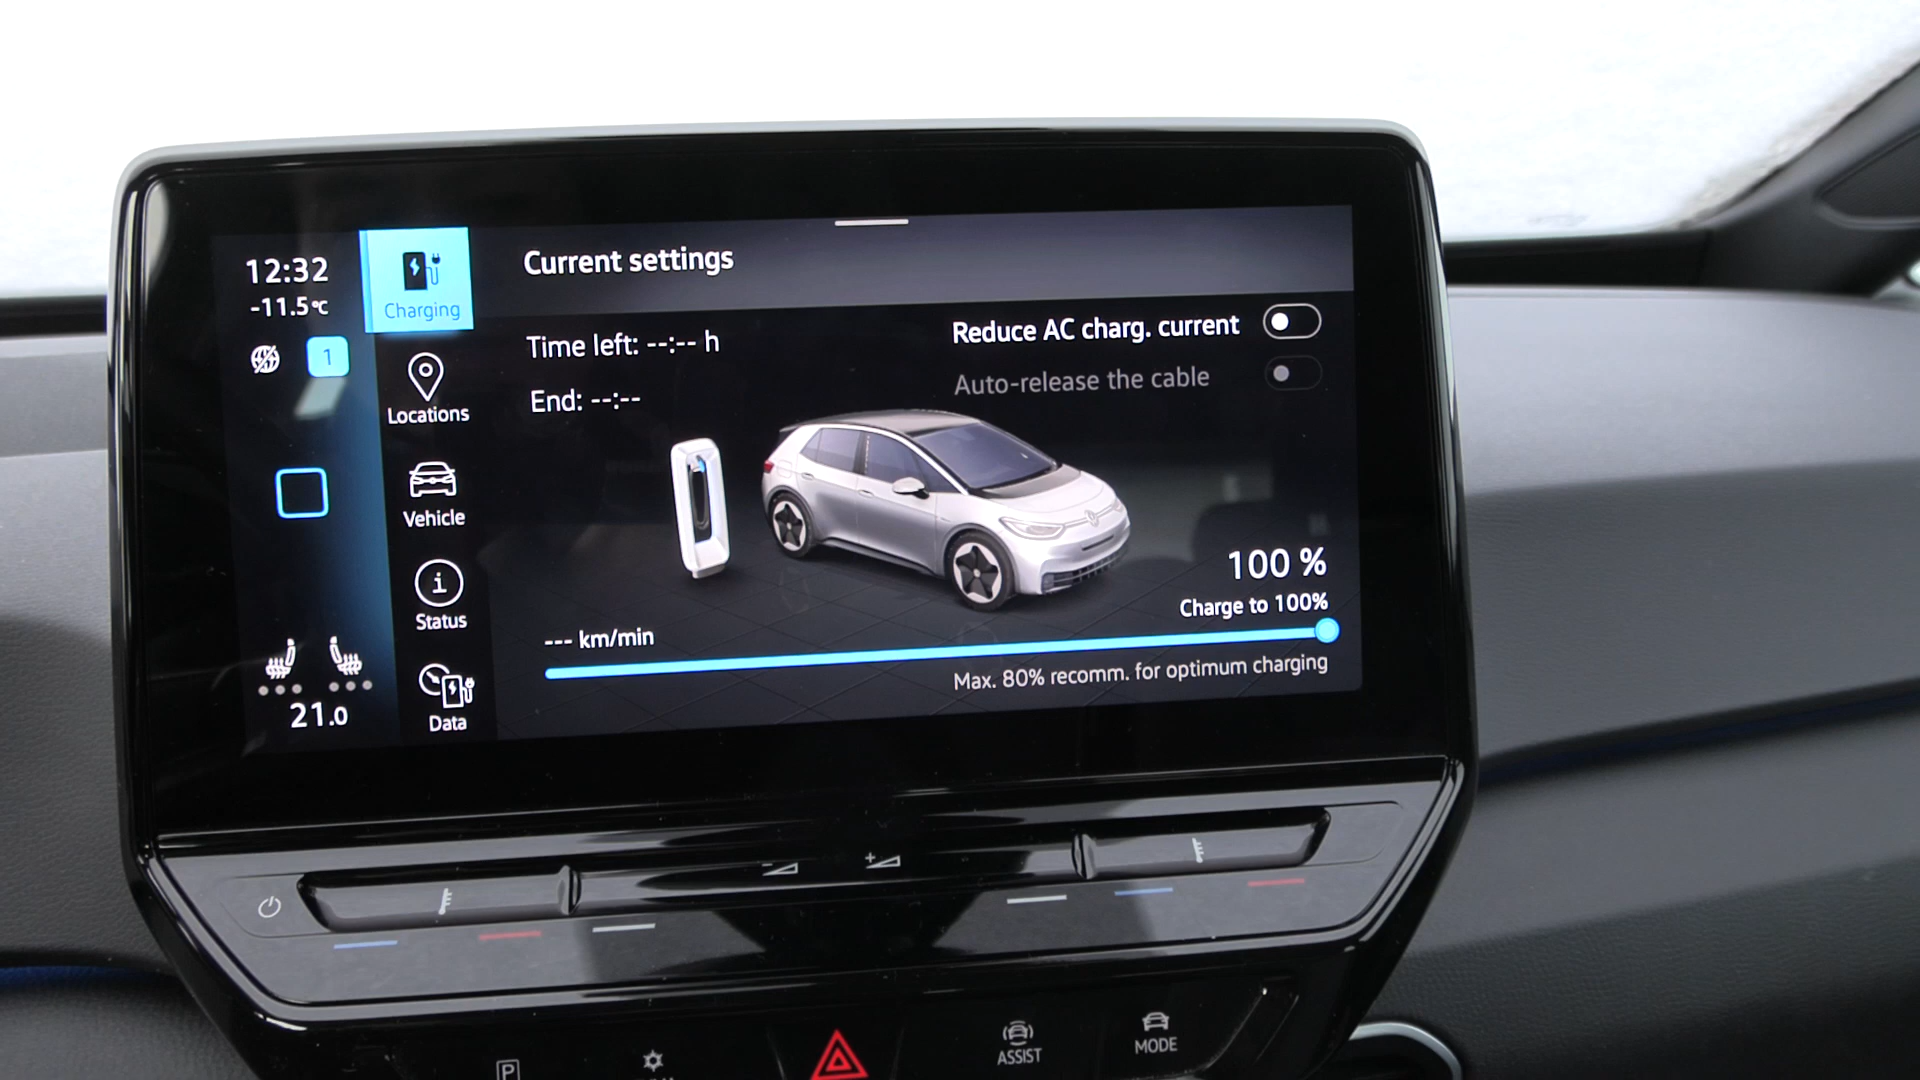 12:32
-11.5°C
1
Charging
Locations
Vehicle
Status
Data
21.0
Current settings
Time left: --:-- h
End: --:--
Reduce AC charg. current
Auto-release the cable
100 %
Charge to 100%
--- km/min
Max. 80% recomm. for optimum charging
P
ASSIST
MODE